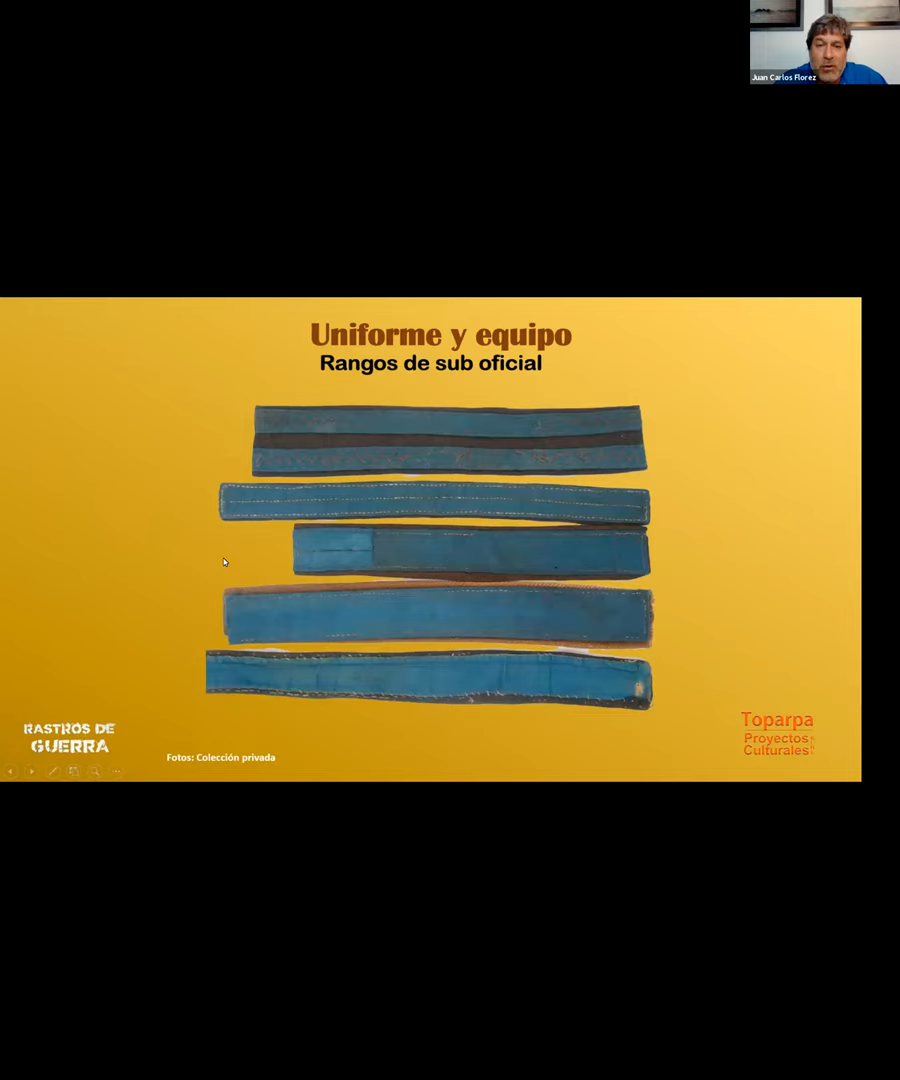 Juan Carlos Florez
Uniforme y equipo
Rangos de sub oficial
RASTROS DE
GUERRA
Fotos: Colección privada
Toparpa
Proyectos
Culturales